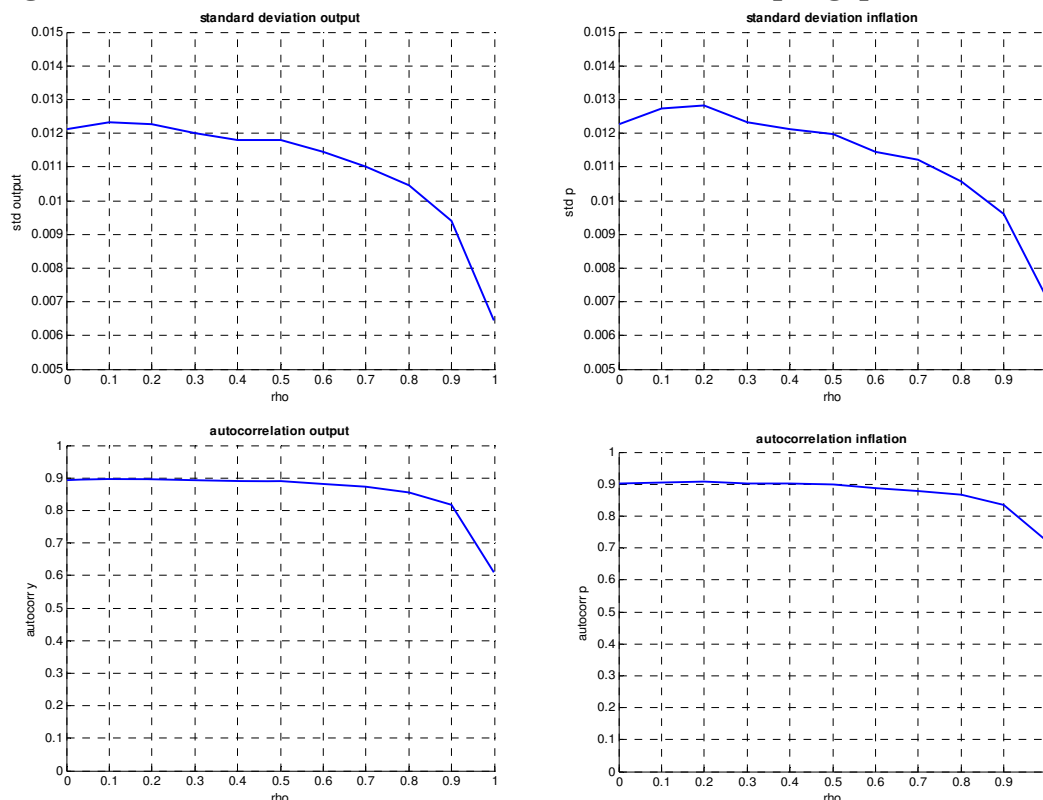 standard deviation output
0.015
0.014
0.013
0.012
0.011
0.01
0.009
0.008
0.007
0.006
0.005
std output
0 0.1 0.2 0.3 0.4 0.5 0.6 0.7 0.8 0.9 1
rho
standard deviation inflation
0.015
0.014
0.013
0.012
0.011
0.01
0.009
0.008
0.007
0.006
0.005
std p
0 0.1 0.2 0.3 0.4 0.5 0.6 0.7 0.8 0.9
rho
autocorrelation output
1
0.9
0.8
0.7
0.6
0.5
0.4
0.3
0.2
0.1
0
autocorr y
0 0.1 0.2 0.3 0.4 0.5 0.6 0.7 0.8 0.9 1
rho
autocorrelation inflation
1
0.9
0.8
0.7
0.6
0.5
0.4
0.3
0.2
0.1
0
autocorr p
0 0.1 0.2 0.3 0.4 0.5 0.6 0.7 0.8 0.9
rho